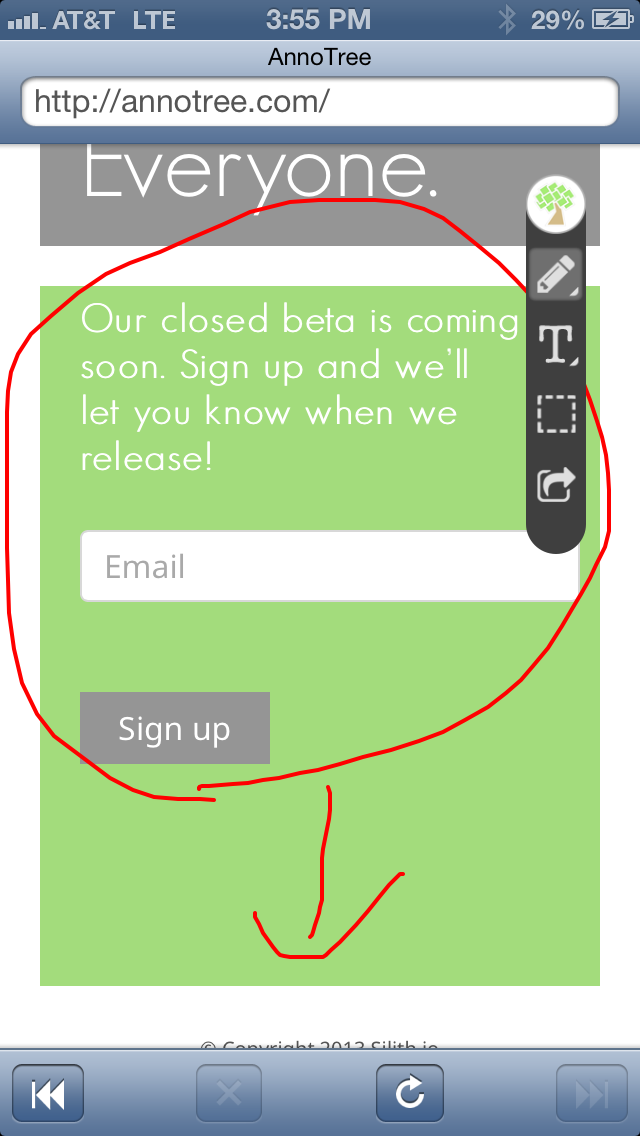 AT&T LTE 3:55 PM 29%
AnnoTree
http://annotree.com/
Everyone.
Our closed beta is coming
soon. Sign up and we'll
let you know when we
release!
T
Email
Sign up
© Copyright 2013 Silith.io